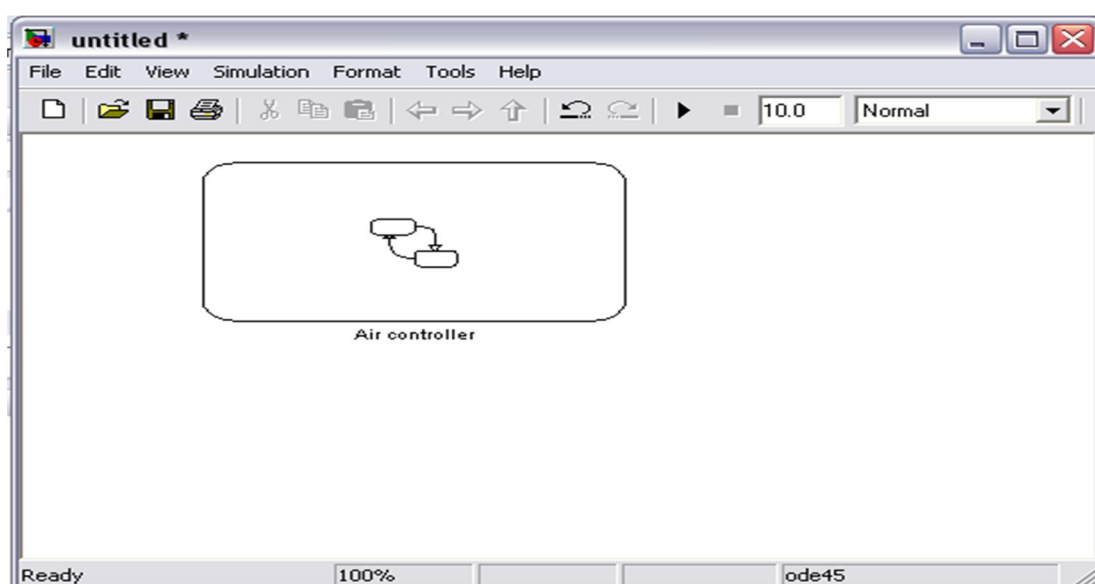 untitled *
File Edit View Simulation Format Tools Help
10.0 Normal
Air controller
Ready 100% ode45